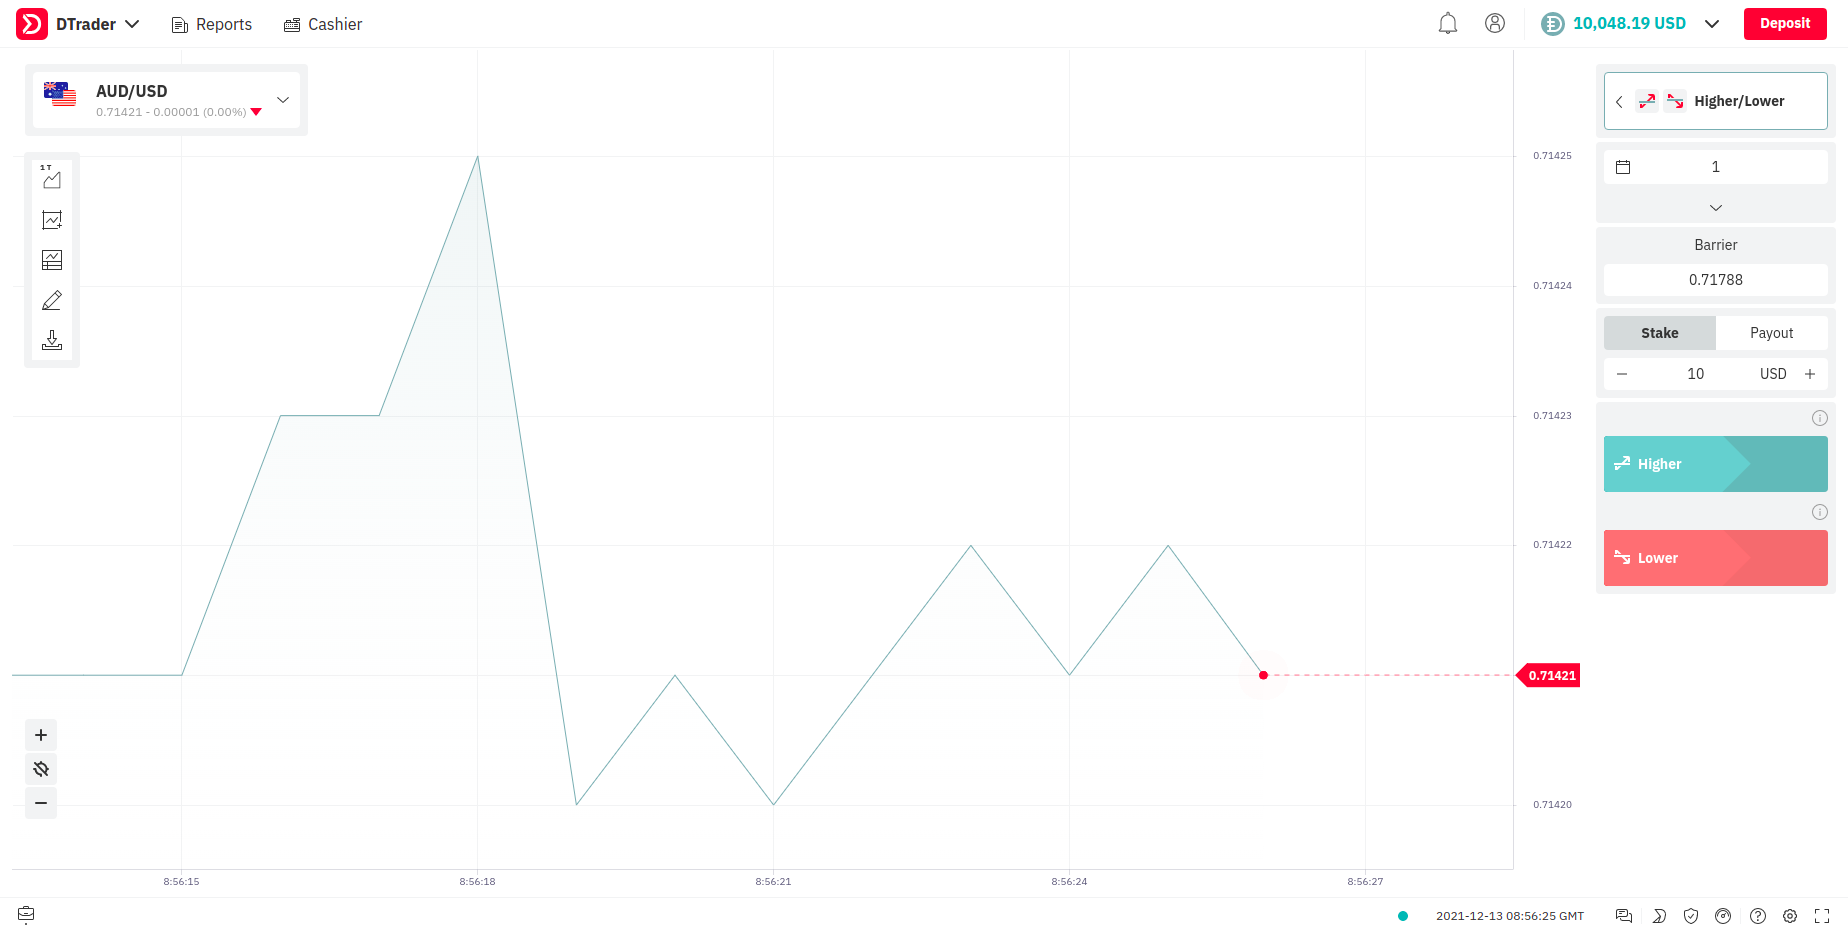 DTrader Reports Cashier 10,048.19 USD Deposit
AUD/USD
0.71421 - 0.00001 (0.00%)
1T
Higher/Lower
1
Barrier
0.71788
Stake Payout
10 USD
Higher
Lower
0.71425
0.71424
0.71423
0.71422
0.71421
0.71420
8:56:15 8:56:18 8:56:21 8:56:24 8:56:27
2021-12-13 08:56:25 GMT